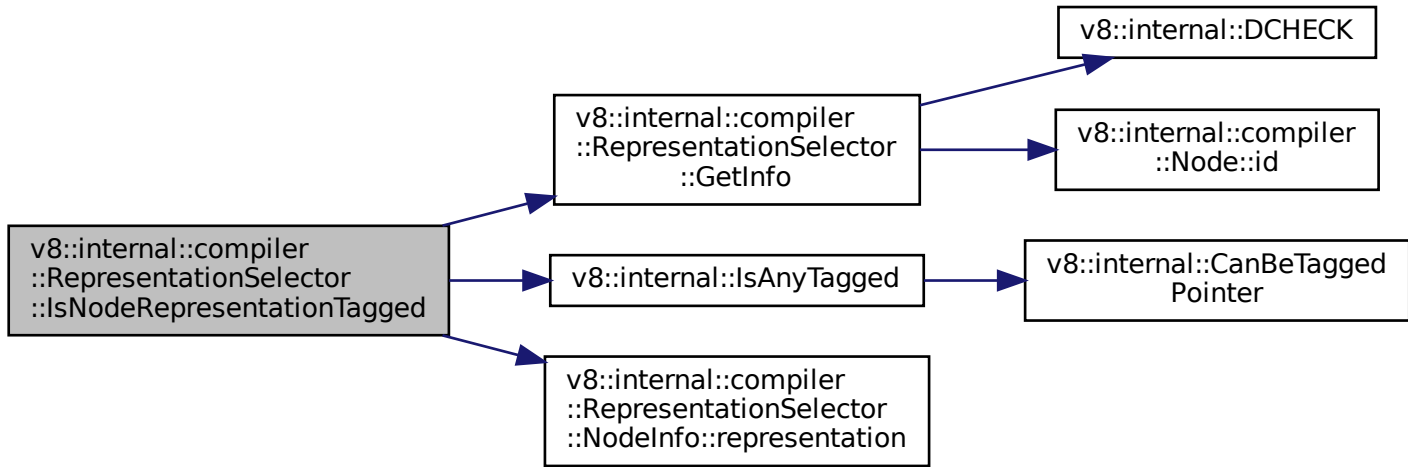 v8::internal::DCHECK
v8::internal::compiler
::RepresentationSelector
::GetInfo
v8::internal::compiler
::Node::id
v8::internal::compiler
::RepresentationSelector
::IsNodeRepresentationTagged
v8::internal::IsAnyTagged
v8::internal::CanBeTagged
Pointer
v8::internal::compiler
::RepresentationSelector
::NodeInfo::representation